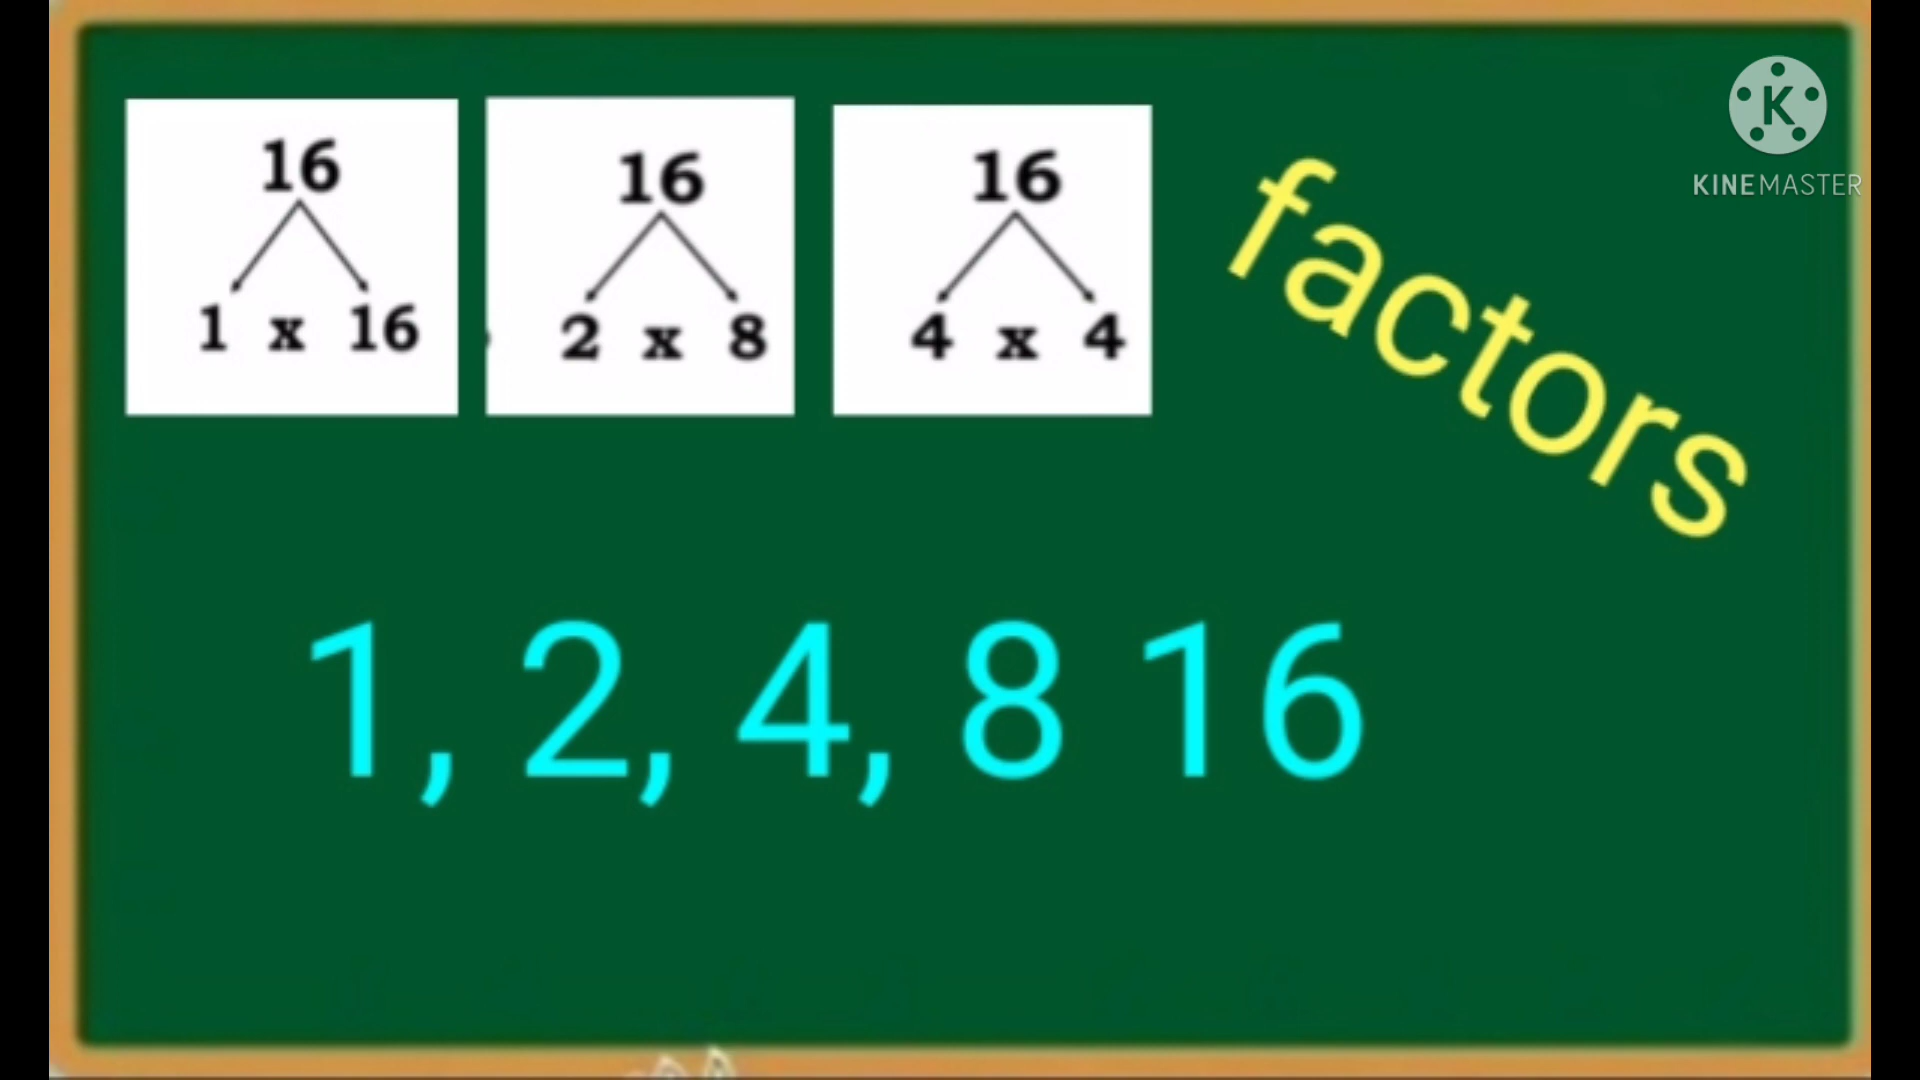 16 16 16
1 x 16 2 x 8 4 x 4
factors
KINEMASTER
1, 2, 4, 8 16